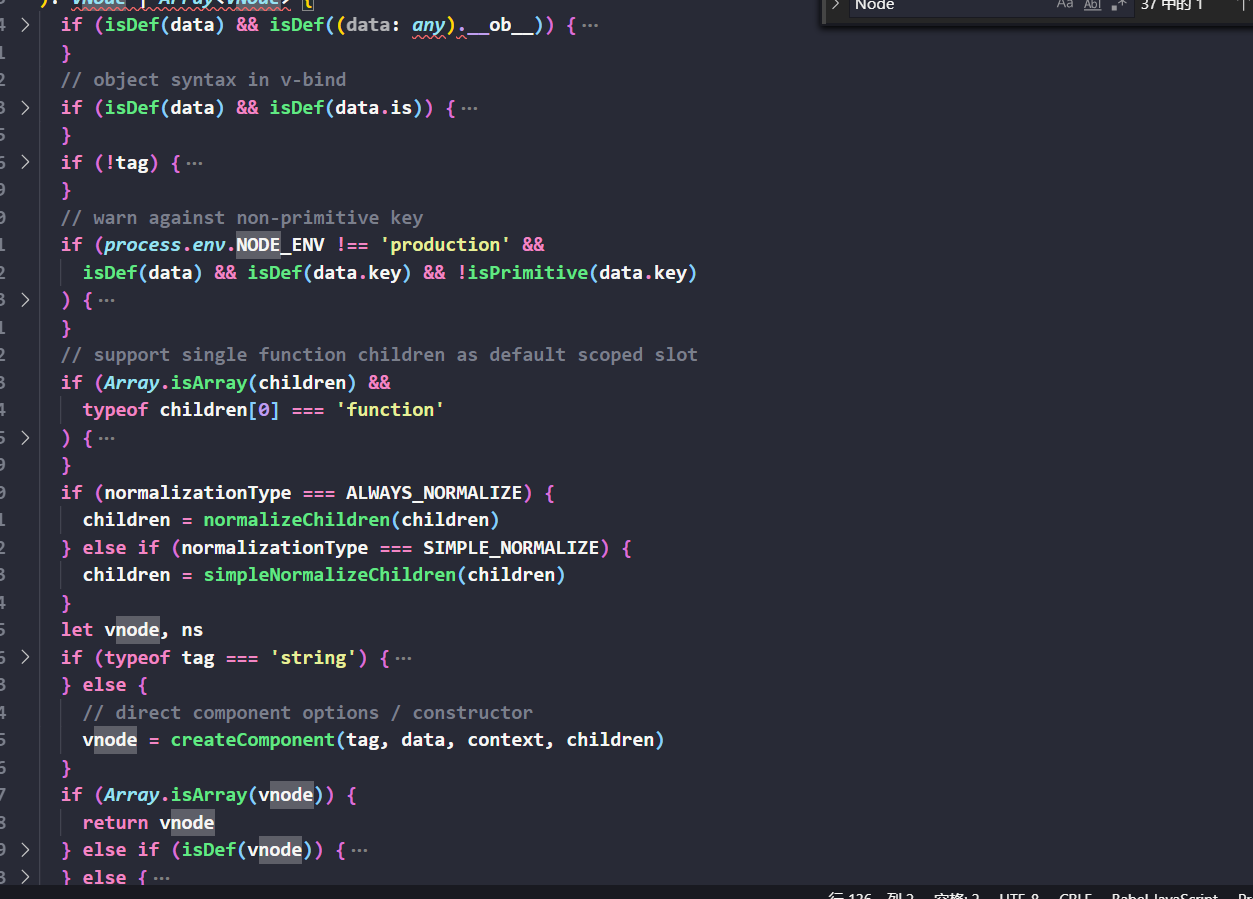 ): VNode | Array<VNode> {
Node Aa Abl .* 37 中的 1
4 if (isDef(data) && isDef((data: any).__ob__)) { ···
1 }
2 // object syntax in v-bind
3 if (isDef(data) && isDef(data.is)) { ···
5 }
6 if (!tag) { ···
9 }
0 // warn against non-primitive key
1 if (process.env.NODE_ENV !== 'production' &&
2 isDef(data) && isDef(data.key) && !isPrimitive(data.key)
3 ) { ···
1 }
2 // support single function children as default scoped slot
3 if (Array.isArray(children) &&
4 typeof children[0] === 'function'
5 ) { ···
9 }
0 if (normalizationType === ALWAYS_NORMALIZE) {
1 children = normalizeChildren(children)
2 } else if (normalizationType === SIMPLE_NORMALIZE) {
3 children = simpleNormalizeChildren(children)
4 }
5 let vnode, ns
6 if (typeof tag === 'string') { ···
3 } else {
4 // direct component options / constructor
5 vnode = createComponent(tag, data, context, children)
6 }
7 if (Array.isArray(vnode)) {
8 return vnode
9 } else if (isDef(vnode)) { ···
3 } else { ···
行 126, 列 2 空格: 2 UTF-8 CRLF Babel JavaScript